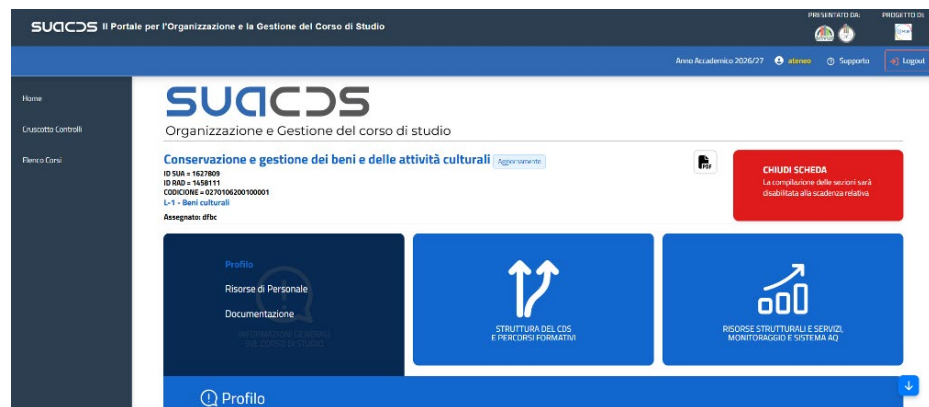 SUACDS Il Portale per l'Organizzazione e la Gestione del Corso di Studio
PRESENTATO DA:
PROGETTO DI:
Anno Accademico 2026/27 ateneo Supporto Logout
Home
Cruscotto Controlli
Elenco Corsi
SUACDS
Organizzazione e Gestione del corso di studio
Conservazione e gestione dei beni e delle attività culturali Aggiornamento
ID SUA = 1627809
ID RAD = 1458111
CODICIONE = 0270106200100001
L-1 - Beni culturali
Assegnato: dfbc
PDF
CHIUDI SCHEDA
La compilazione delle sezioni sarà
disabilitata alla scadenza relativa
Profilo
Risorse di Personale
Documentazione
INFORMAZIONI GENERALI
SUL CORSO DI STUDIO
STRUTTURA DEL CDS
E PERCORSI FORMATIVI
RISORSE STRUTTURALI E SERVIZI,
MONITORAGGIO E SISTEMA AQ
Profilo